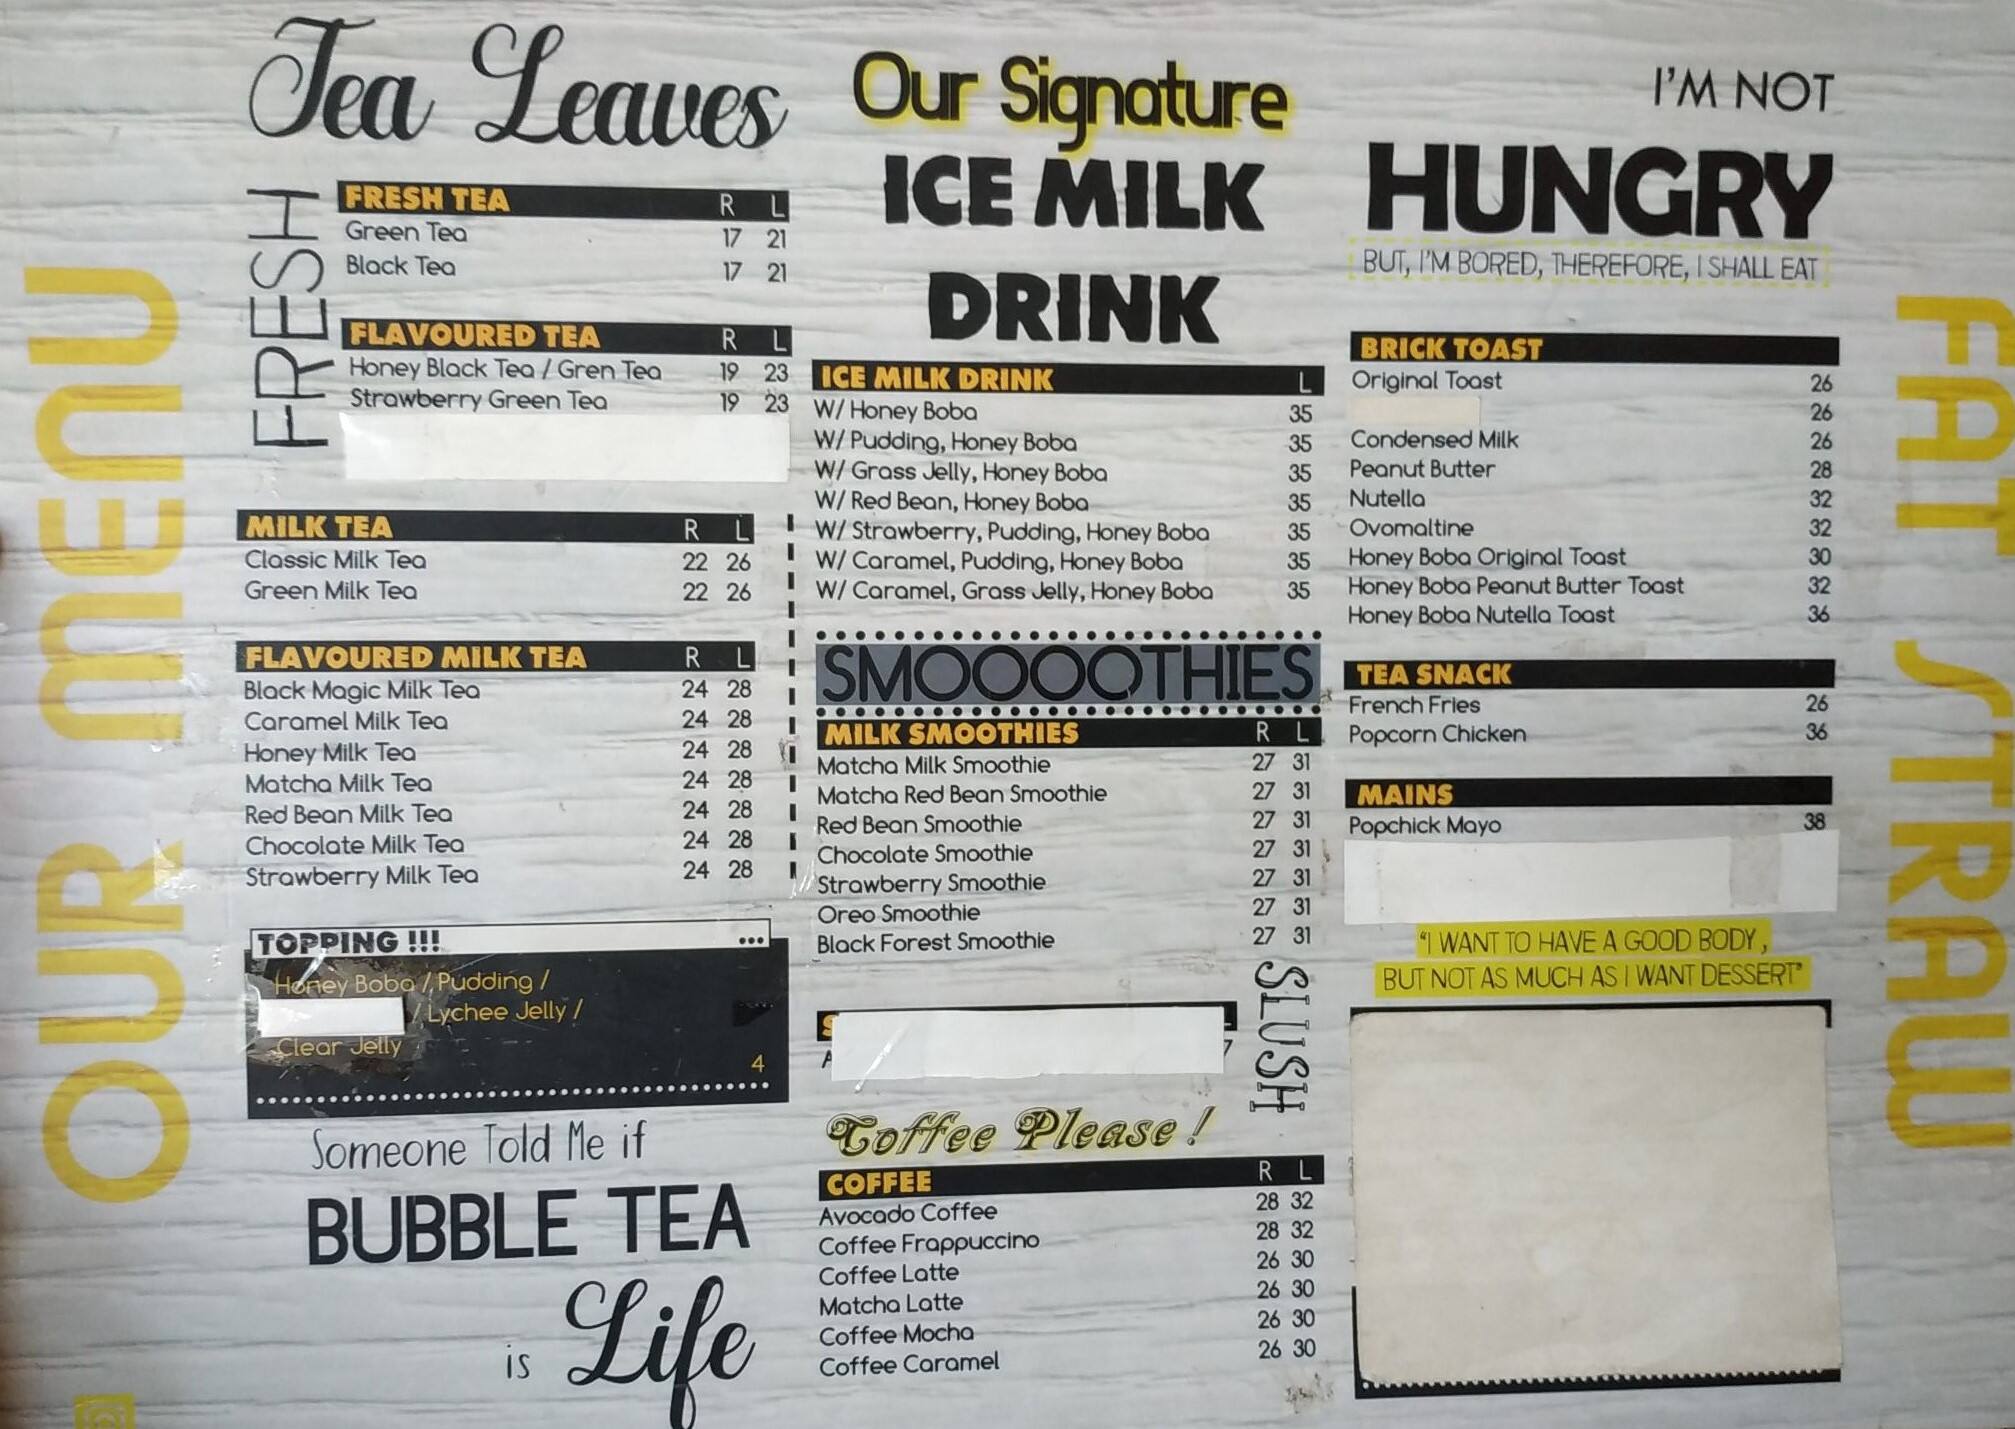 OUR MENU
Tea Leaves
FRESH
FRESH TEA R L
Green Tea 17 21
Black Tea 17 21
FLAVOURED TEA R L
Honey Black Tea / Gren Tea 19 23
Strawberry Green Tea 19 23
MILK TEA R L
Classic Milk Tea 22 26
Green Milk Tea 22 26
FLAVOURED MILK TEA R L
Black Magic Milk Tea 24 28
Caramel Milk Tea 24 28
Honey Milk Tea 24 28
Matcha Milk Tea 24 28
Red Bean Milk Tea 24 28
Chocolate Milk Tea 24 28
Strawberry Milk Tea 24 28
TOPPING !!! ...
Honey Boba / Pudding /
/ Lychee Jelly /
Clear Jelly
4
Someone Told Me if
BUBBLE TEA
is Life
Our Signature
ICE MILK
DRINK
ICE MILK DRINK L
W/ Honey Boba 35
W/ Pudding, Honey Boba 35
W/ Grass Jelly, Honey Boba 35
W/ Red Bean, Honey Boba 35
W/ Strawberry, Pudding, Honey Boba 35
W/ Caramel, Pudding, Honey Boba 35
W/ Caramel, Grass Jelly, Honey Boba 35
SMOOOOTHIES
MILK SMOOTHIES R L
Matcha Milk Smoothie 27 31
Matcha Red Bean Smoothie 27 31
Red Bean Smoothie 27 31
Chocolate Smoothie 27 31
Strawberry Smoothie 27 31
Oreo Smoothie 27 31
Black Forest Smoothie 27 31
SLUSH
Coffee Please !
COFFEE R L
Avocado Coffee 28 32
Coffee Frappuccino 28 32
Coffee Latte 26 30
Matcha Latte 26 30
Coffee Mocha 26 30
Coffee Caramel 26 30
I'M NOT
HUNGRY
BUT, I'M BORED, THEREFORE, I SHALL EAT
BRICK TOAST
Original Toast 26
26
Condensed Milk 26
Peanut Butter 28
Nutella 32
Ovomaltine 32
Honey Boba Original Toast 30
Honey Boba Peanut Butter Toast 32
Honey Boba Nutella Toast 36
TEA SNACK
French Fries 26
Popcorn Chicken 36
MAINS
Popchick Mayo 38
"I WANT TO HAVE A GOOD BODY,
BUT NOT AS MUCH AS I WANT DESSERT"
FAT STRAW